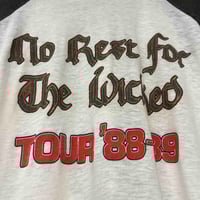 No Rest For
The Wicked
TOUR '88-89